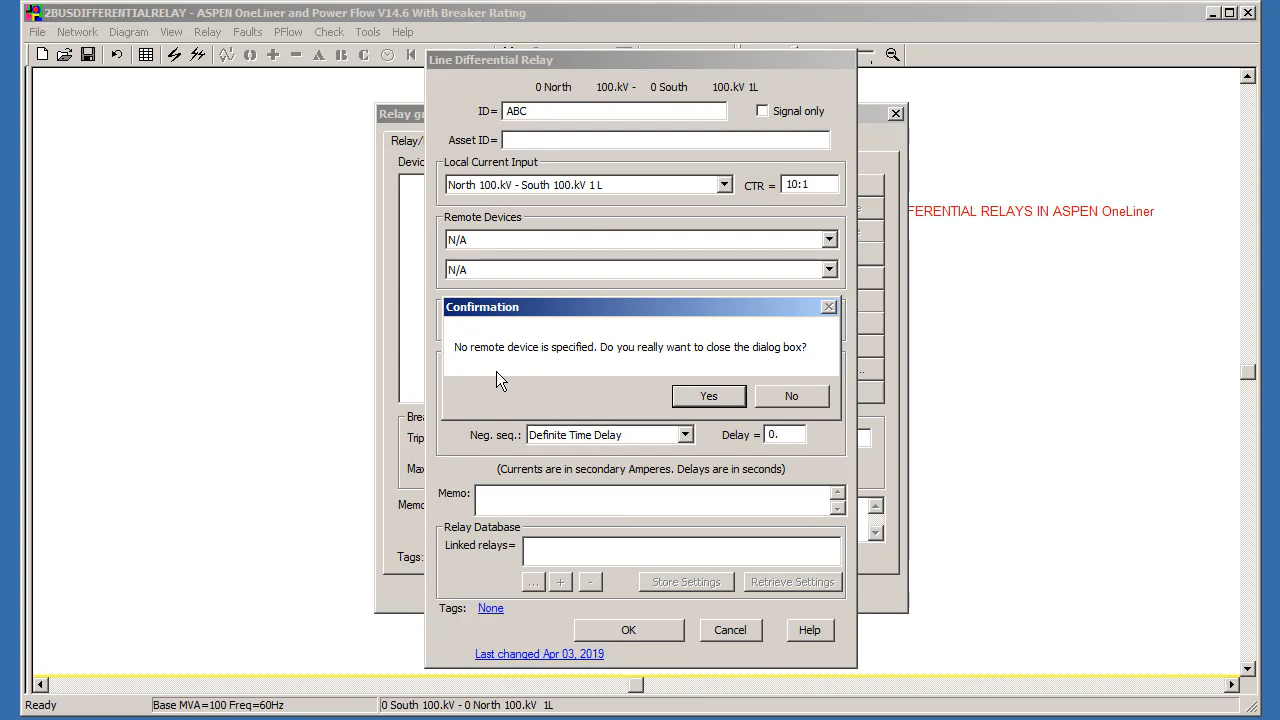 2BUSDIFFERENTIALRELAY - ASPEN OneLiner and Power Flow V14.6 With Breaker Rating
File Network Diagram View Relay Faults PFlow Check Tools Help
Line Differential Relay
0 North 100.kV - 0 South 100.kV 1L
Relay g
ID= ABC Signal only
Relay/
Asset ID=
Devic
Local Current Input
North 100.kV - South 100.kV 1 L CTR = 10:1
FERENTIAL RELAYS IN ASPEN OneLiner
Remote Devices
N/A
N/A
Confirmation
No remote device is specified. Do you really want to close the dialog box?
Yes No
Brea
Trip
Neg. seq.: Definite Time Delay Delay = 0.
Max
(Currents are in secondary Amperes. Delays are in seconds)
Memo
Memo:
Relay Database
Linked relays=
Tags:
... + - Store Settings Retrieve Settings
Tags: None
OK Cancel Help
Last changed Apr 03, 2019
Ready Base MVA=100 Freq=60Hz 0 South 100.kV - 0 North 100.kV 1L